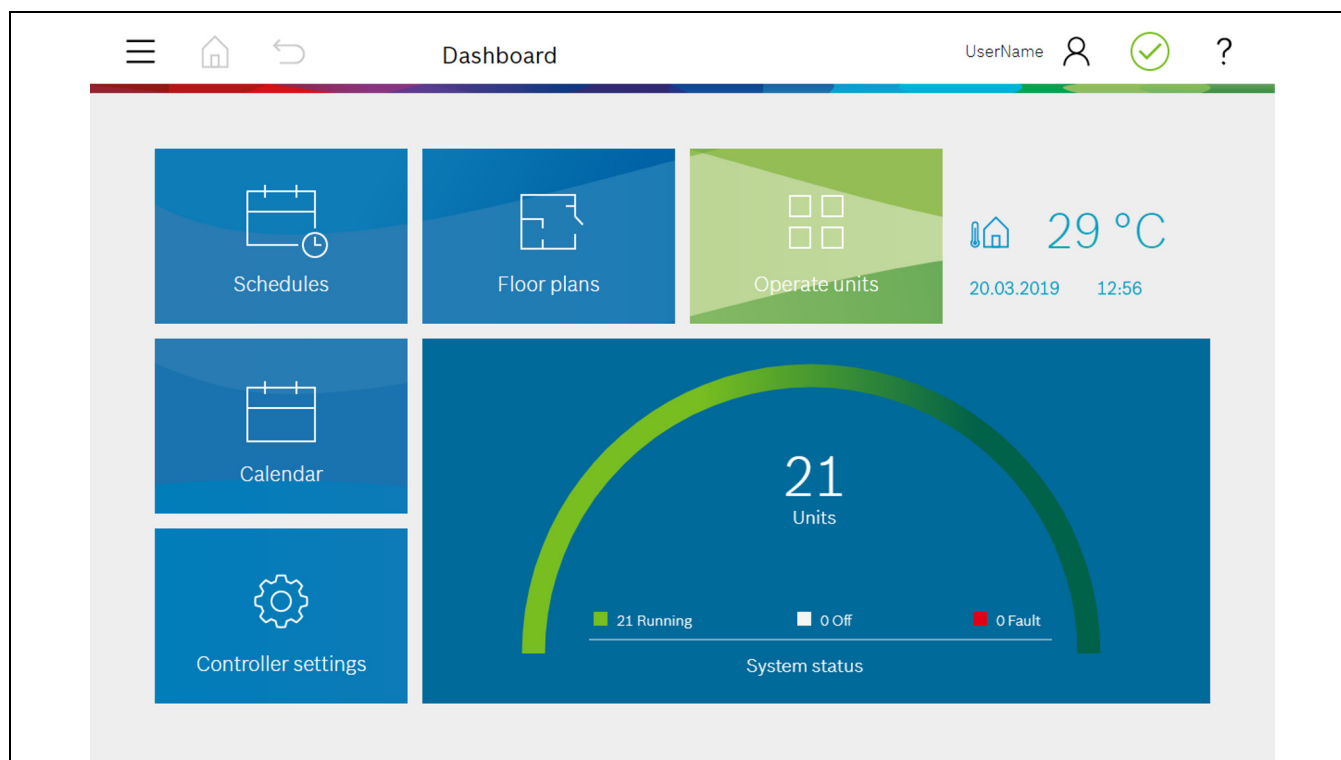 Dashboard
UserName
?
Schedules
Floor plans
Operate units
29 °C
20.03.2019 12:56
Calendar
21
Units
21 Running
0 Off
0 Fault
System status
Controller settings